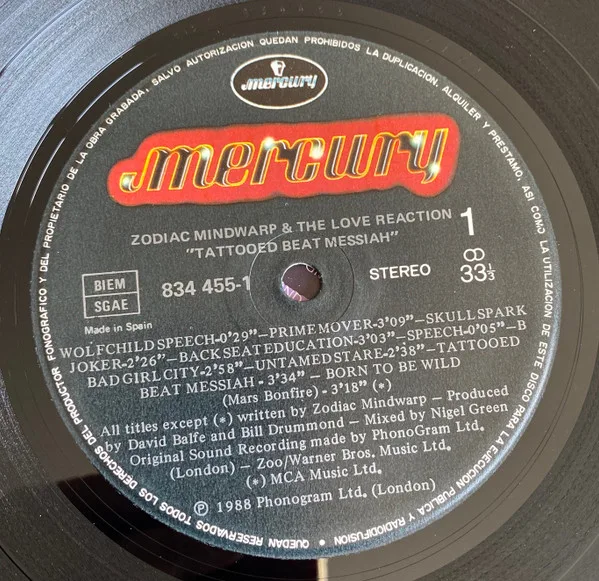 QUEDAN RESERVADOS TODOS LOS DERECHOS DEL PRODUCTOR FONOGRAFICO Y DEL PROPIETARIO DE LA OBRA GRABADA, SALVO AUTORIZACION QUEDAN PROHIBIDOS LA DUPLICACION, ALQUILER Y PRESTAMO, ASI COMO LA UTILIZACION DE ESTE DISCO PARA LA EJECUCION PUBLICA Y RADIODIFUSION
mercury
mercury
ZODIAC MINDWARP & THE LOVE REACTION
"TATTOOED BEAT MESSIAH"
1
BIEM
SGAE
834 455-1
STEREO
33⅓
Made in Spain
WOLFCHILD SPEECH-0'29"-PRIME MOVER-3'09"-SKULL SPARK
JOKER-2'26"-BACK SEAT EDUCATION-3'03"-SPEECH-0'05"-B
BAD GIRL CITY-2'58"-UNTAMED STARE-2'38"-TATTOOED
BEAT MESSIAH - 3'34" - BORN TO BE WILD
(Mars Bonfire) - 3'18" (*)
All titles except (*) written by Zodiac Mindwarp - Produced
by David Balfe and Bill Drummond - Mixed by Nigel Green
Original Sound Recording made by PhonoGram Ltd.
(London) - Zoo/Warner Bros. Music Ltd.
(*) MCA Music Ltd.
Ⓟ 1988 Phonogram Ltd. (London)